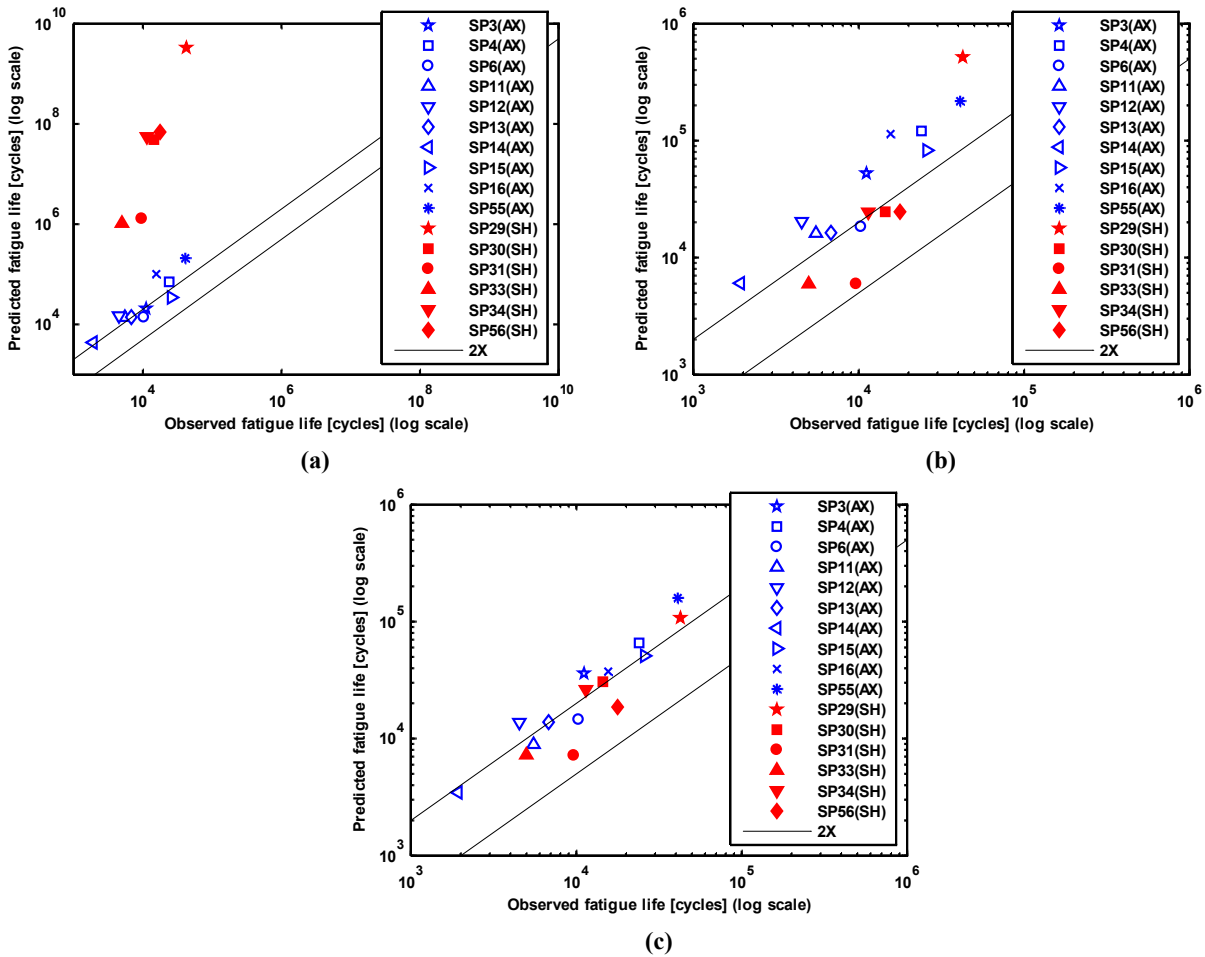 Predicted fatigue life [cycles] (log scale)
10^10
10^8
10^6
10^4
10^4
10^6
10^8
10^10
Observed fatigue life [cycles] (log scale)
SP3(AX)
SP4(AX)
SP6(AX)
SP11(AX)
SP12(AX)
SP13(AX)
SP14(AX)
SP15(AX)
SP16(AX)
SP55(AX)
SP29(SH)
SP30(SH)
SP31(SH)
SP33(SH)
SP34(SH)
SP56(SH)
2X
(a)
Predicted fatigue life [cycles] (log scale)
10^6
10^5
10^4
10^3
10^3
10^4
10^5
10^6
Observed fatigue life [cycles] (log scale)
SP3(AX)
SP4(AX)
SP6(AX)
SP11(AX)
SP12(AX)
SP13(AX)
SP14(AX)
SP15(AX)
SP16(AX)
SP55(AX)
SP29(SH)
SP30(SH)
SP31(SH)
SP33(SH)
SP34(SH)
SP56(SH)
2X
(b)
Predicted fatigue life [cycles] (log scale)
10^6
10^5
10^4
10^3
10^3
10^4
10^5
10^6
Observed fatigue life [cycles] (log scale)
SP3(AX)
SP4(AX)
SP6(AX)
SP11(AX)
SP12(AX)
SP13(AX)
SP14(AX)
SP15(AX)
SP16(AX)
SP55(AX)
SP29(SH)
SP30(SH)
SP31(SH)
SP33(SH)
SP34(SH)
SP56(SH)
2X
(c)